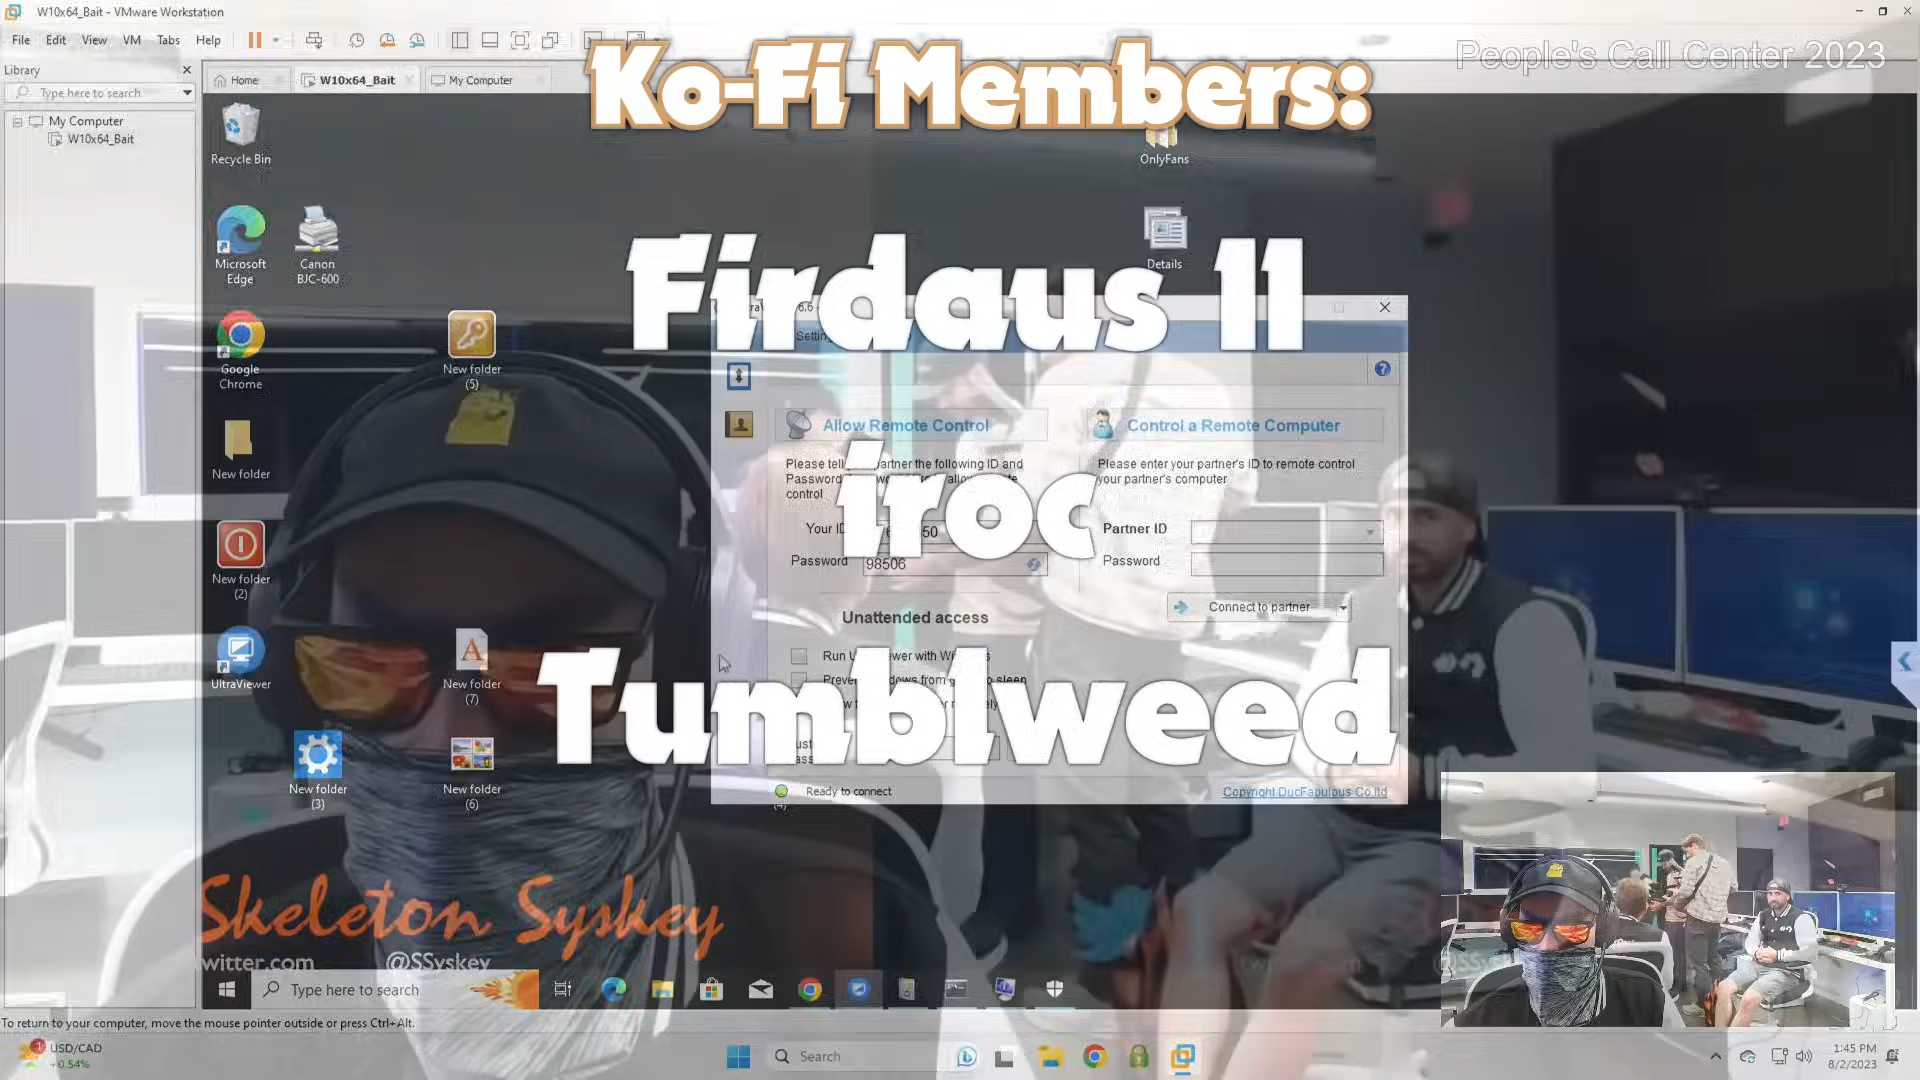 W10x64_Bait - VMware Workstation
File Edit View VM Tabs Help
Ko-Fi Members:
People's Call Center 2023
Library
Home
W10x64_Bait
My Computer
Type here to search
My Computer
W10x64_Bait
Recycle Bin
OnlyFans
Microsoft
Edge
Canon
BJC-600
Details
Firdaus 11
6.6 -
Google
Chrome
New folder
(5)
Allow Remote Control
Control a Remote Computer
Please enter your partner's ID to remote control
your partner's computer
New folder
iroc
Partner ID
Password
98506
Password
New folder
(2)
Connect to partner
Unattended access
UltraViewer
New folder
(7)
Tumblweed
New folder
(3)
New folder
(6)
Ready to connect
Copyright DucFabulous Co.ltd
Skeleton Syskey
witter.com
@SSyskey
Type here to search
To return to your computer, move the mouse pointer outside or press Ctrl+Alt.
USD/CAD
+0.54%
Search
1:45 PM
8/2/2023